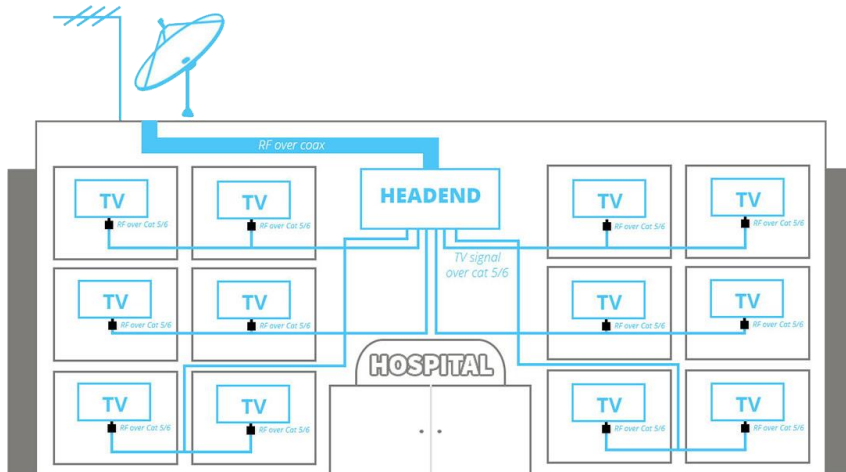 RF over coax
HEADEND
TV signal
over cat 5/6
TV
RF over Cat 5/6
TV
RF over Cat 5/6
TV
RF over Cat 5/6
TV
RF over Cat 5/6
TV
RF over Cat 5/6
TV
RF over Cat 5/6
TV
RF over Cat 5/6
TV
RF over Cat 5/6
TV
RF over Cat 5/6
TV
RF over Cat 5/6
TV
RF over Cat 5/6
TV
RF over Cat 5/6
HOSPITAL